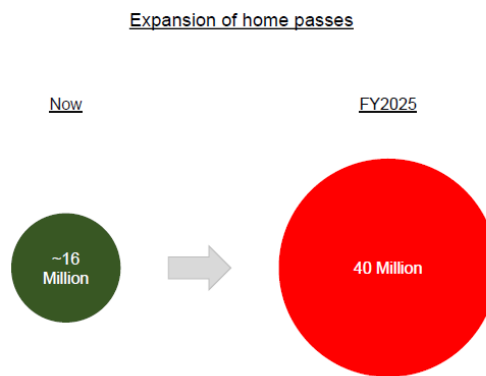 Expansion of home passes
Now
FY2025
~16
Million
40 Million